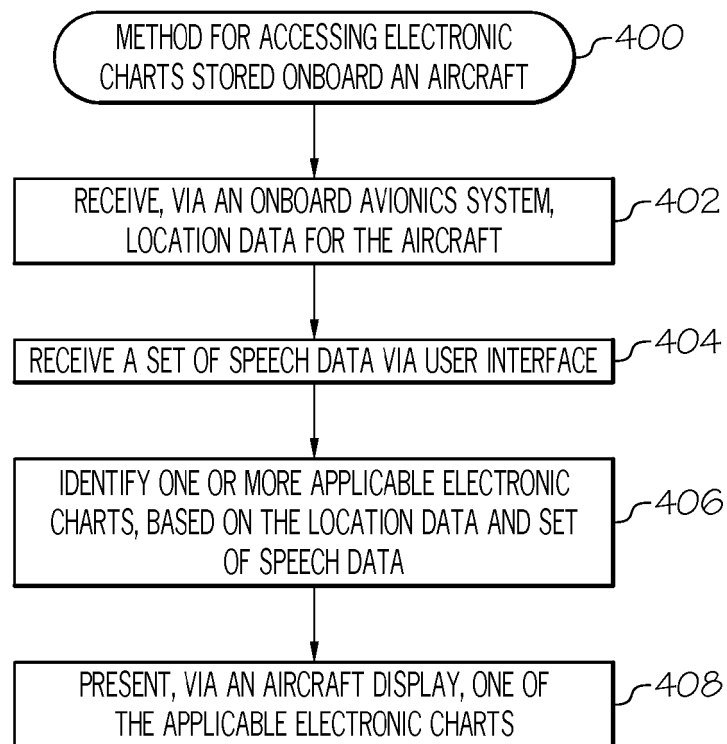 METHOD FOR ACCESSING ELECTRONIC
CHARTS STORED ONBOARD AN AIRCRAFT
400
RECEIVE, VIA AN ONBOARD AVIONICS SYSTEM,
LOCATION DATA FOR THE AIRCRAFT
402
RECEIVE A SET OF SPEECH DATA VIA USER INTERFACE
404
IDENTIFY ONE OR MORE APPLICABLE ELECTRONIC
CHARTS, BASED ON THE LOCATION DATA AND SET
OF SPEECH DATA
406
PRESENT, VIA AN AIRCRAFT DISPLAY, ONE OF
THE APPLICABLE ELECTRONIC CHARTS
408